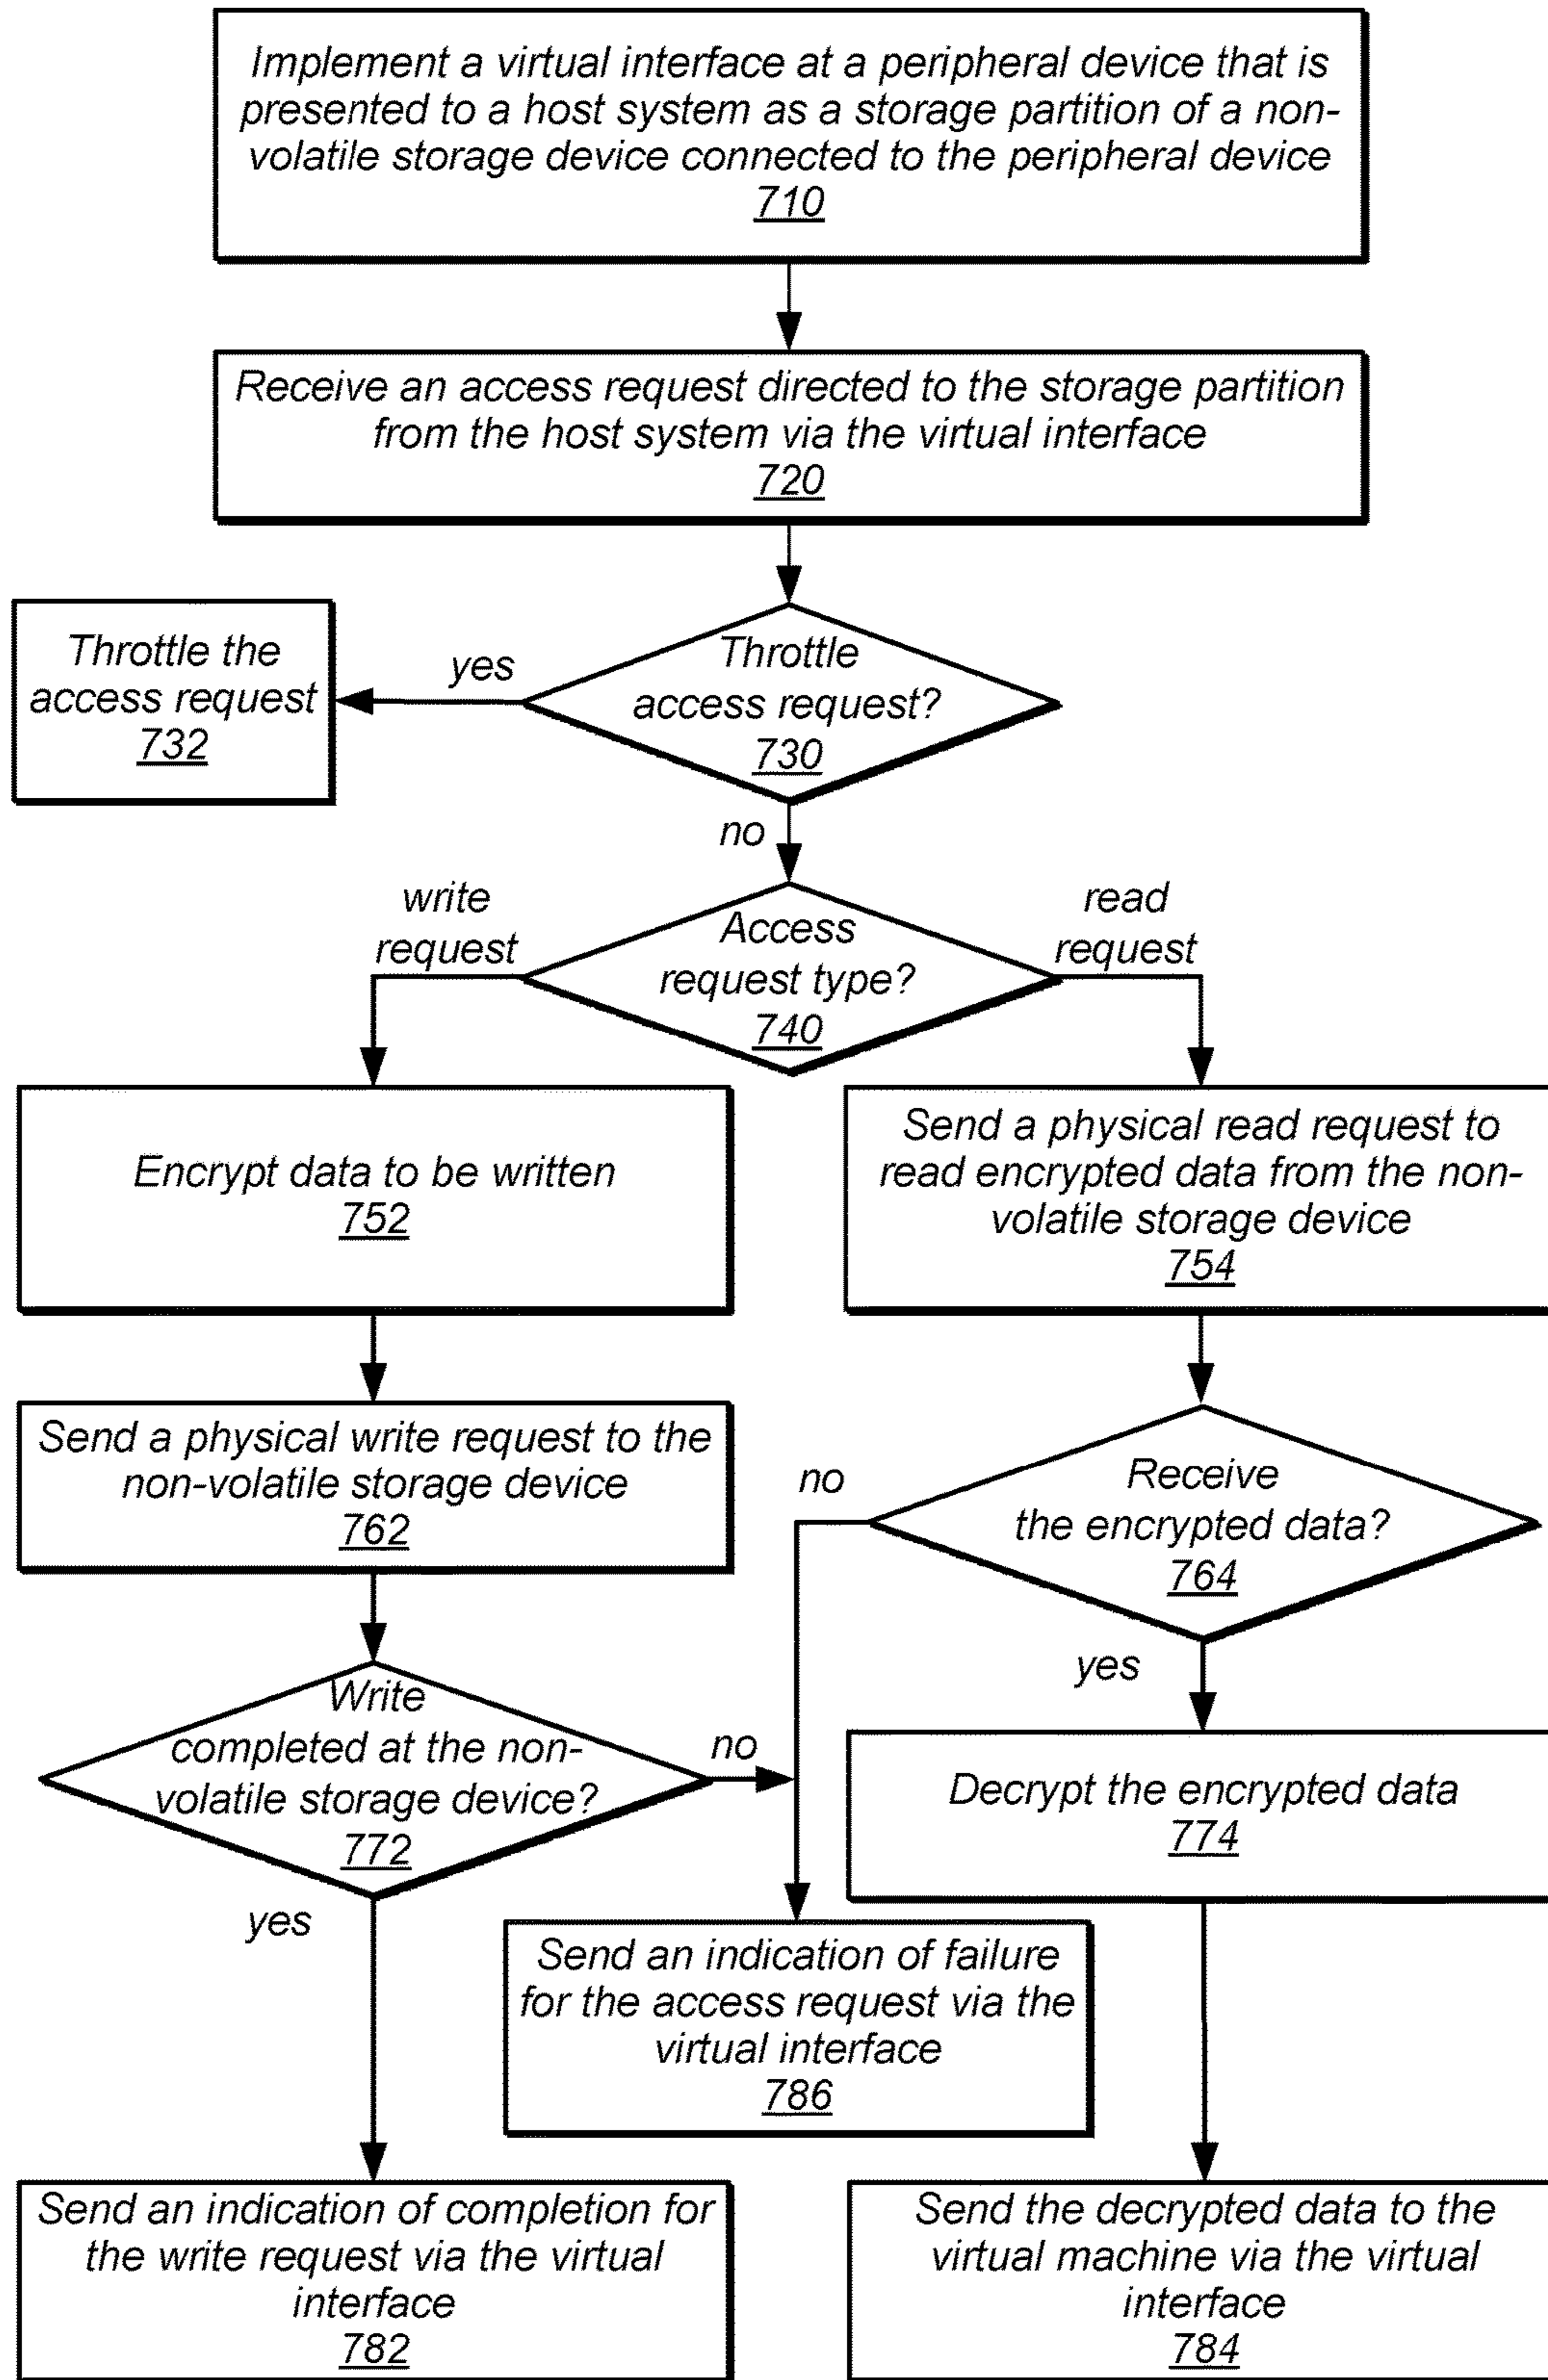 Implement a virtual interface at a peripheral device that is
presented to a host system as a storage partition of a non-
volatile storage device connected to the peripheral device
710
Receive an access request directed to the storage partition
from the host system via the virtual interface
720
Throttle the
access request
732
yes
Throttle
access request?
730
no
write
request
Access
request type?
740
read
request
Encrypt data to be written
752
Send a physical read request to
read encrypted data from the non-
volatile storage device
754
Send a physical write request to the
non-volatile storage device
762
no
Receive
the encrypted data?
764
yes
Write
completed at the non-
volatile storage device?
772
no
yes
Decrypt the encrypted data
774
Send an indication of failure
for the access request via the
virtual interface
786
Send an indication of completion for
the write request via the virtual
interface
782
Send the decrypted data to the
virtual machine via the virtual
interface
784